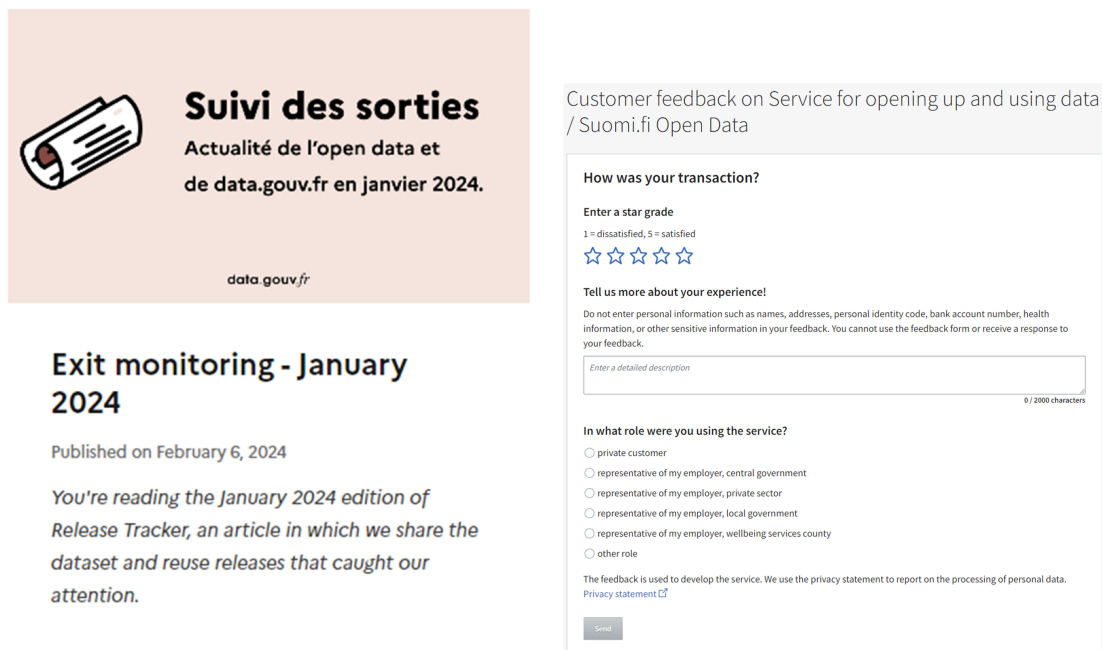 Suivi des sorties
Actualité de l'open data et
de data.gouv.fr en janvier 2024.
data.gouv.fr
Exit monitoring - January
2024
Published on February 6, 2024
You're reading the January 2024 edition of
Release Tracker, an article in which we share the
dataset and reuse releases that caught our
attention.
Customer feedback on Service for opening up and using data
/ Suomi.fi Open Data
How was your transaction?
Enter a star grade
1 = dissatisfied, 5 = satisfied
Tell us more about your experience!
Do not enter personal information such as names, addresses, personal identity code, bank account number, health
information, or other sensitive information in your feedback. You cannot use the feedback form or receive a response to
your feedback.
Enter a detailed description
0 / 2000 characters
In what role were you using the service?
private customer
representative of my employer, central government
representative of my employer, private sector
representative of my employer, local government
representative of my employer, wellbeing services county
other role
The feedback is used to develop the service. We use the privacy statement to report on the processing of personal data.
Privacy statement
Send